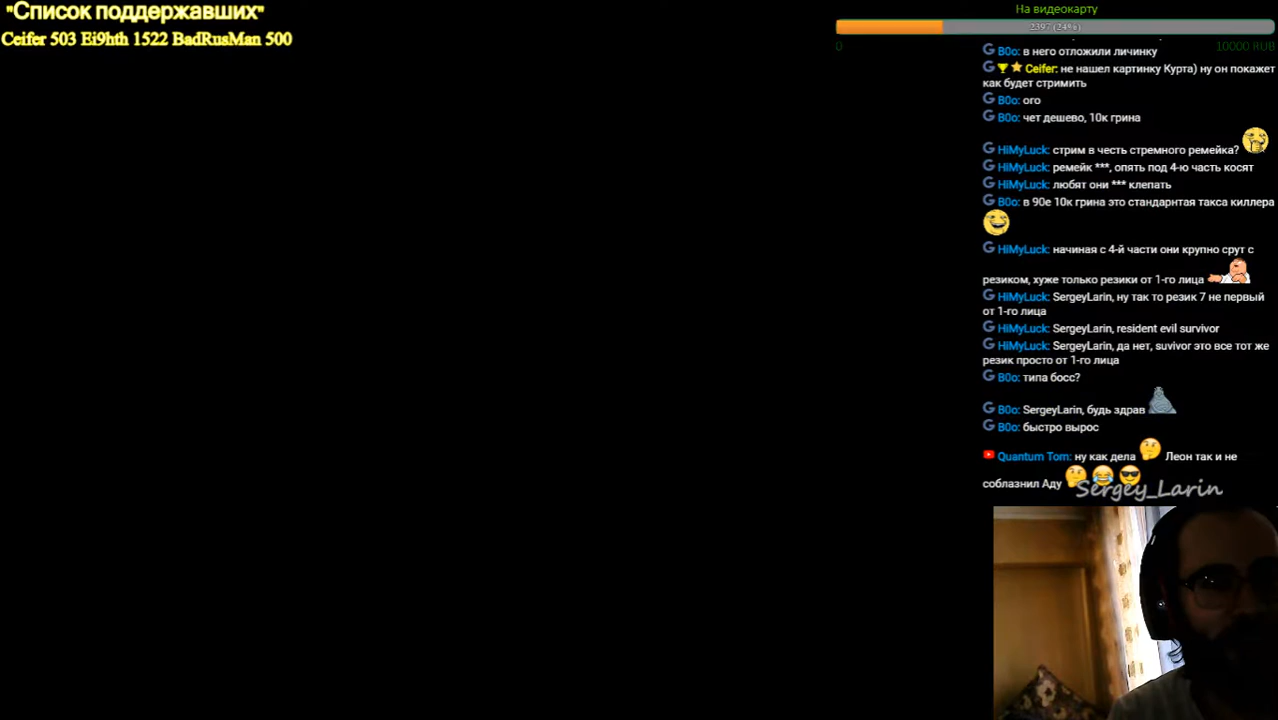 "Список поддержавших"
Ceifer 503 Ei9hth 1522 BadRusMan 500
На видеокарту
2397 (24%)
0
10000 RUB
B0o: в него отложили личинку
Ceifer: не нашел картинку Курта) ну он покажет
как будет стримить
B0o: ого
B0o: чет дешево, 10к грина
HiMyLuck: стрим в честь стремного ремейка?
HiMyLuck: ремейк ***, опять под 4-ю часть косят
HiMyLuck: любят они *** клепать
B0o: в 90е 10к грина это стандарнтая такса киллера
HiMyLuck: начиная с 4-й части они крупно срут с
резиком, хуже только резики от 1-го лица
HiMyLuck: SergeyLarin, ну так то резик 7 не первый
от 1-го лица
HiMyLuck: SergeyLarin, resident evil survivor
HiMyLuck: SergeyLarin, да нет, suvivor это все тот же
резик просто от 1-го лица
B0o: типа босс?
B0o: SergeyLarin, будь здрав
B0o: быстро вырос
Quantum Tom: ну как дела Леон так и не
соблазнил Аду
Sergey_Larin